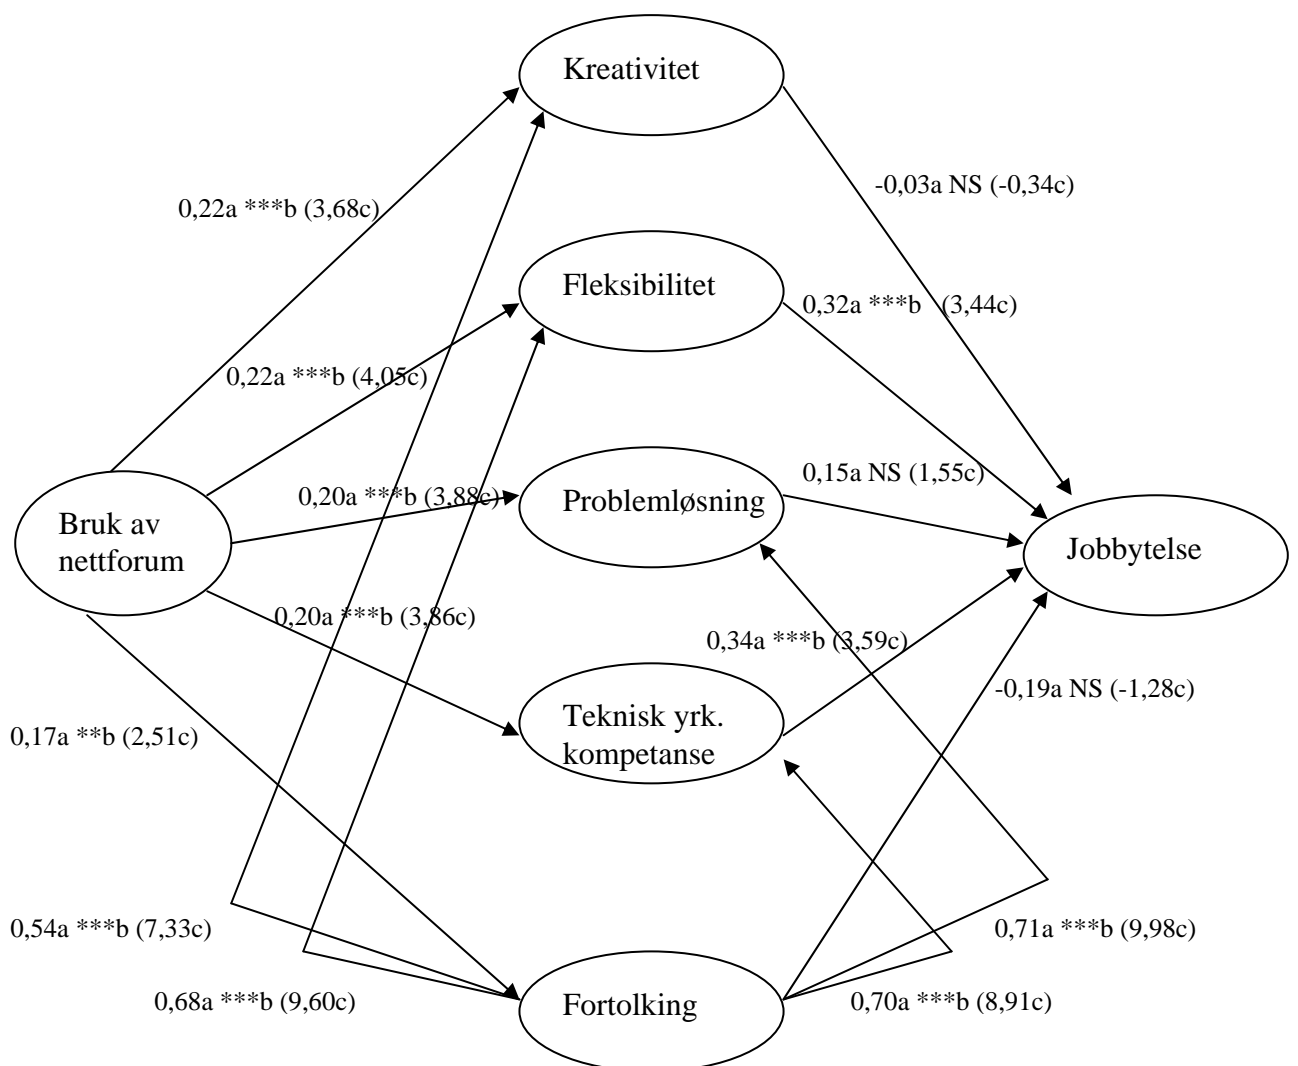 Kreativitet
-0,03a NS (-0,34c)
0,22a ***b (3,68c)
Fleksibilitet
0,32a ***b (3,44c)
0,22a ***b (4,05c)
0,15a NS (1,55c)
0,20a ***b (3,88c)
Problemløsning
Bruk av
nettforum
Jobbytelse
0,20a ***b (3,86c)
0,34a ***b (3,59c)
-0,19a NS (-1,28c)
Teknisk yrk.
kompetanse
0,17a **b (2,51c)
0,54a ***b (7,33c)
0,71a ***b (9,98c)
0,68a ***b (9,60c)
Fortolking
0,70a ***b (8,91c)